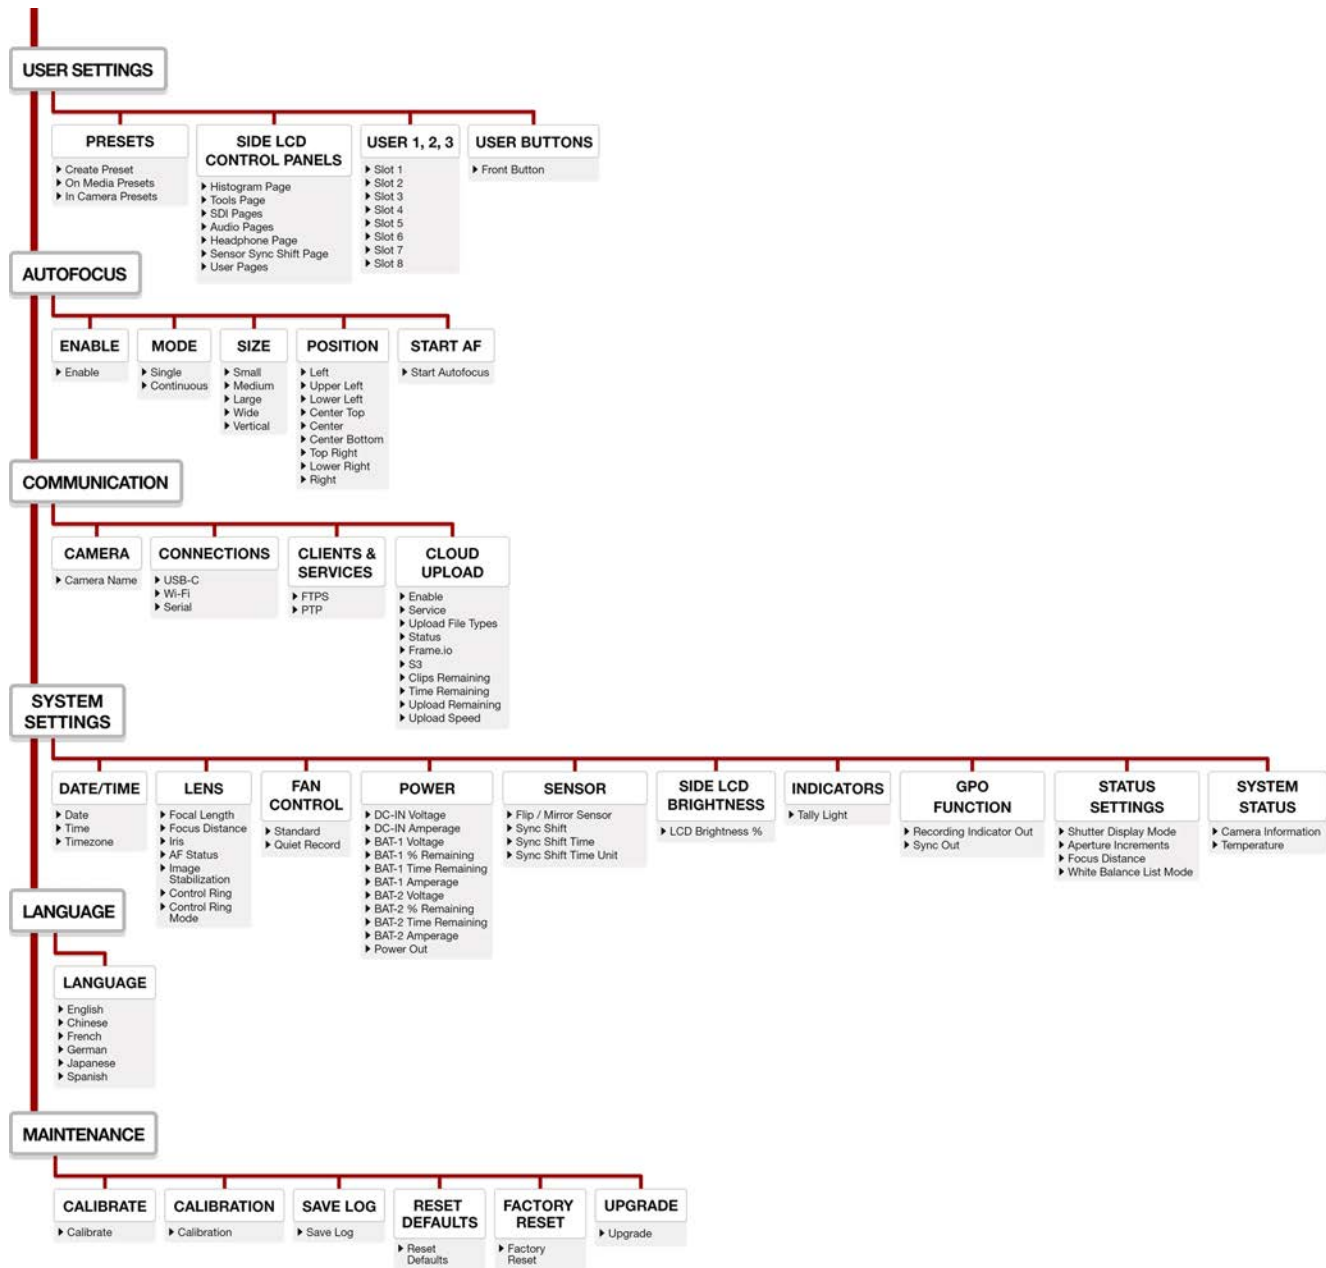 USER SETTINGS
PRESETS
Create Preset
On Media Presets
In Camera Presets
SIDE LCD
CONTROL PANELS
Histogram Page
Tools Page
SDI Pages
Audio Pages
Headphone Page
Sensor Sync Shift Page
User Pages
USER 1, 2, 3
Slot 1
Slot 2
Slot 3
Slot 4
Slot 5
Slot 6
Slot 7
Slot 8
USER BUTTONS
Front Button
AUTOFOCUS
ENABLE
Enable
MODE
Single
Continuous
SIZE
Small
Medium
Large
Wide
Vertical
POSITION
Left
Upper Left
Lower Left
Center Top
Center
Center Bottom
Top Right
Lower Right
Right
START AF
Start Autofocus
COMMUNICATION
CAMERA
Camera Name
CONNECTIONS
USB-C
Wi-Fi
Serial
CLIENTS &
SERVICES
FTPS
PTP
CLOUD
UPLOAD
Enable
Service
Upload File Types
Status
Frame.io
S3
Clips Remaining
Time Remaining
Upload Remaining
Upload Speed
SYSTEM
SETTINGS
DATE/TIME
Date
Time
Timezone
LENS
Focal Length
Focus Distance
Iris
AF Status
Image
Stabilization
Control Ring
Control Ring
Mode
FAN
CONTROL
Standard
Quiet Record
POWER
DC-IN Voltage
DC-IN Amperage
BAT-1 Voltage
BAT-1 % Remaining
BAT-1 Time Remaining
BAT-1 Amperage
BAT-2 Voltage
BAT-2 % Remaining
BAT-2 Time Remaining
BAT-2 Amperage
Power Out
SENSOR
Flip / Mirror Sensor
Sync Shift
Sync Shift Time
Sync Shift Time Unit
SIDE LCD
BRIGHTNESS
LCD Brightness %
INDICATORS
Tally Light
GPO
FUNCTION
Recording Indicator Out
Sync Out
STATUS
SETTINGS
Shutter Display Mode
Aperture Increments
Focus Distance
White Balance List Mode
SYSTEM
STATUS
Camera Information
Temperature
LANGUAGE
LANGUAGE
English
Chinese
French
German
Japanese
Spanish
MAINTENANCE
CALIBRATE
Calibrate
CALIBRATION
Calibration
SAVE LOG
Save Log
RESET
DEFAULTS
Reset
Defaults
FACTORY
RESET
Factory
Reset
UPGRADE
Upgrade